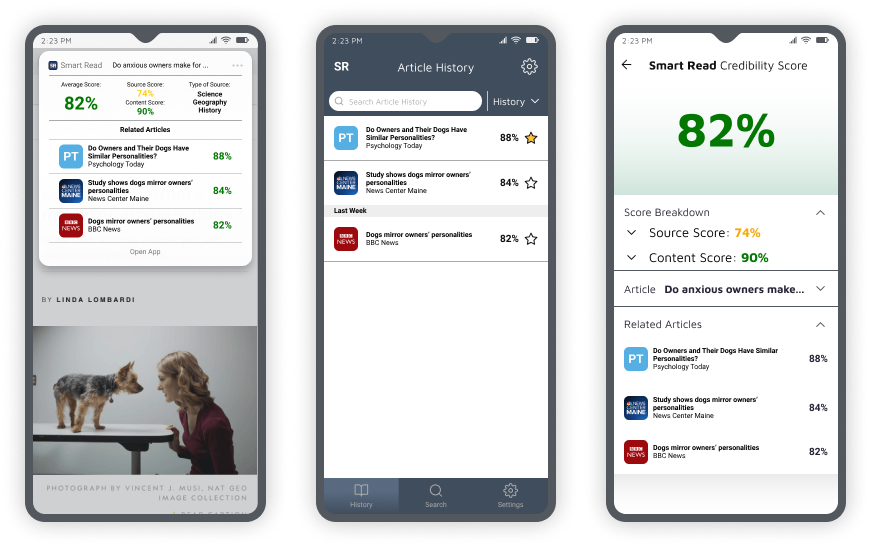 2:23 PM
SR Smart Read Do anxious owners make for ...
Average Score:
82%
Source Score:
74%
Content Score:
90%
Type of Source:
Science
Geography
History
Related Articles
PT
Do Owners and Their Dogs Have
Similar Personalities?
Psychology Today
88%
NEWS
CENTER
MAINE
Study shows dogs mirror owners'
personalities
News Center Maine
84%
BBC
NEWS
Dogs mirror owners' personalities
BBC News
82%
Open App
BY LINDA LOMBARDI
PHOTOGRAPH BY VINCENT J. MUSI, NAT GEO
IMAGE COLLECTION
READ CAPTION
2:23 PM
SR
Article History
Search Article History
History
PT
Do Owners and Their Dogs Have
Similar Personalities?
Psychology Today
88%
NEWS
CENTER
MAINE
Study shows dogs mirror owners'
personalities
News Center Maine
84%
Last Week
BBC
NEWS
Dogs mirror owners' personalities
BBC News
82%
History
Search
Settings
2:23 PM
Smart Read Credibility Score
82%
Score Breakdown
Source Score: 74%
Content Score: 90%
Article Do anxious owners make...
Related Articles
PT
Do Owners and Their Dogs Have Similar
Personalities?
Psychology Today
88%
NEWS
CENTER
MAINE
Study shows dogs mirror owners'
personalities
News Center Maine
84%
BBC
NEWS
Dogs mirror owners' personalities
BBC News
82%